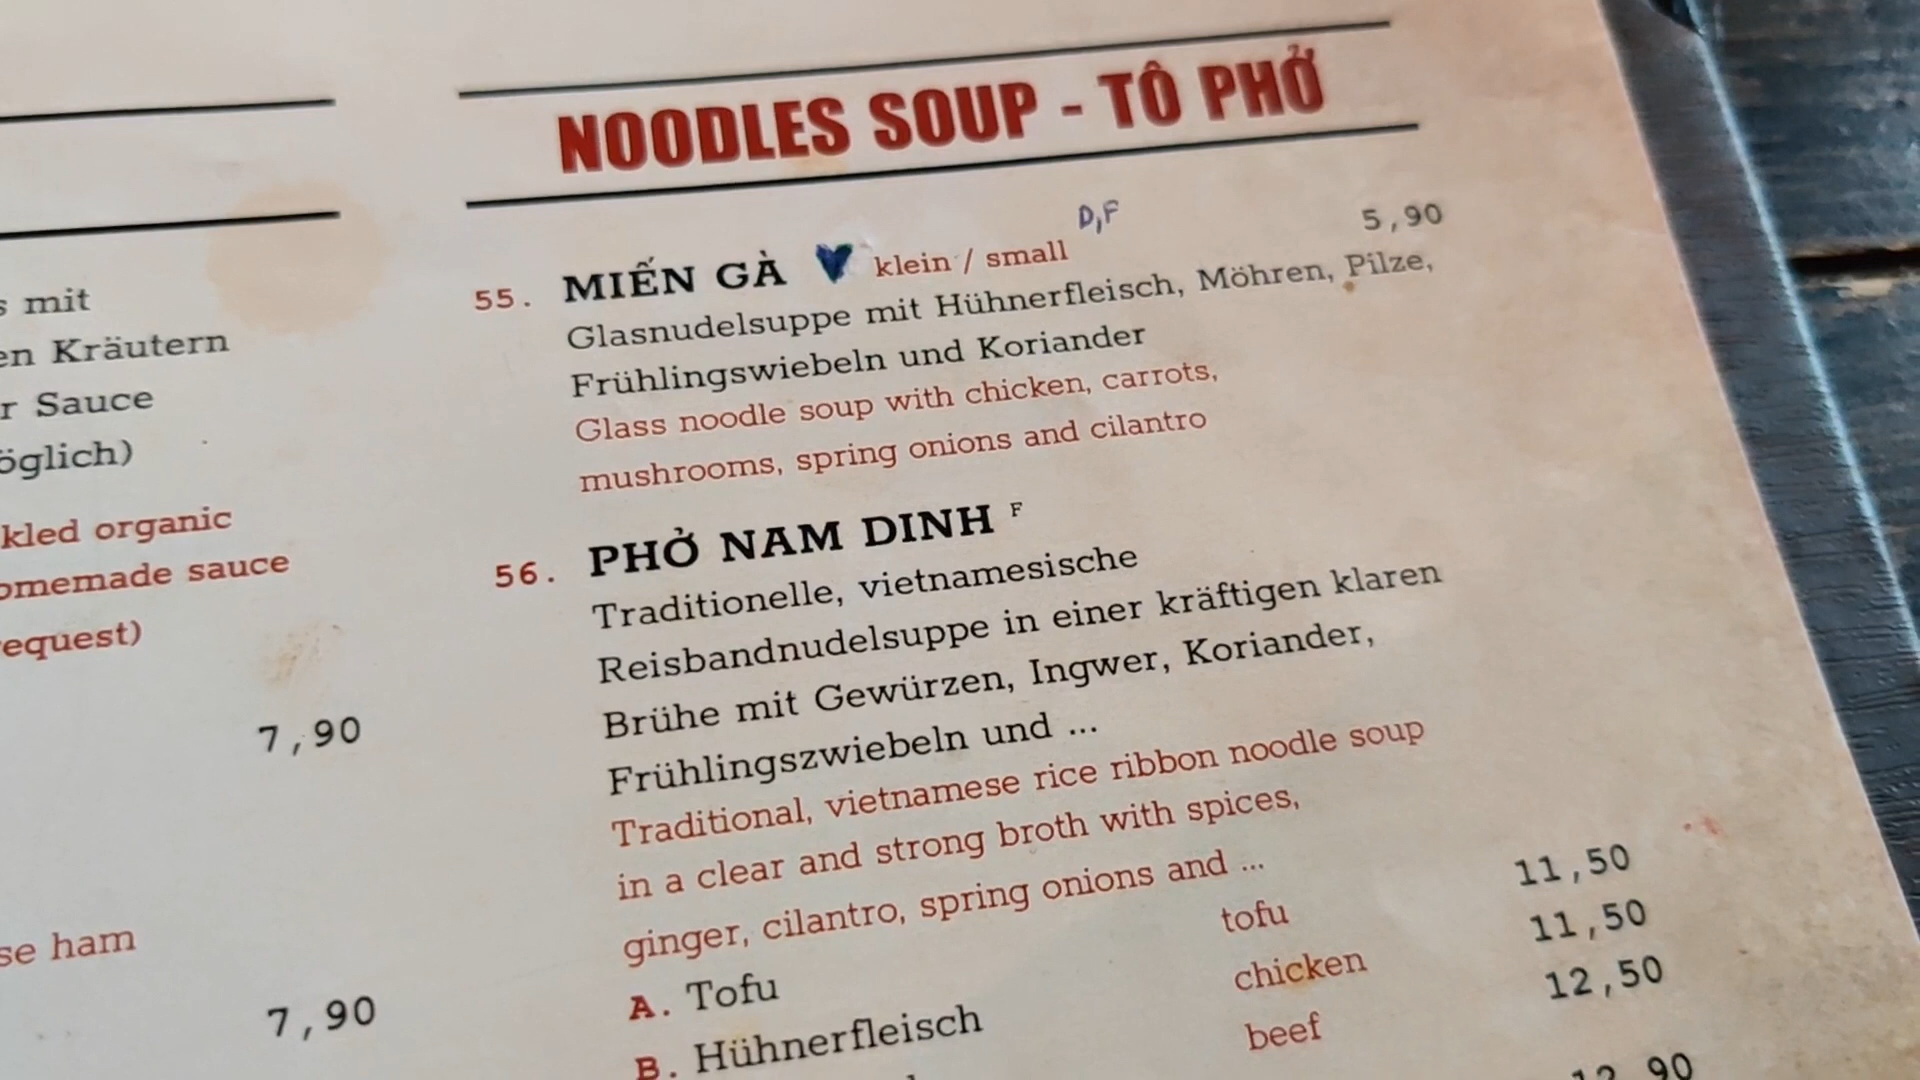 s mit
en Kräutern
r Sauce
öglich)
kled organic
omemade sauce
equest)
7,90
se ham
7,90
NOODLES SOUP - TÔ PHỞ
55. MIẾN GÀ klein / small D,F 5,90
Glasnudelsuppe mit Hühnerfleisch, Möhren, Pilze,
Frühlingswiebeln und Koriander
Glass noodle soup with chicken, carrots,
mushrooms, spring onions and cilantro
56. PHỞ NAM DINH F
Traditionelle, vietnamesische
Reisbandnudelsuppe in einer kräftigen klaren
Brühe mit Gewürzen, Ingwer, Koriander,
Frühlingszwiebeln und ...
Traditional, vietnamese rice ribbon noodle soup
in a clear and strong broth with spices,
ginger, cilantro, spring onions and ...
A. Tofu tofu 11,50
B. Hühnerfleisch chicken 11,50
beef 12,50
12,90